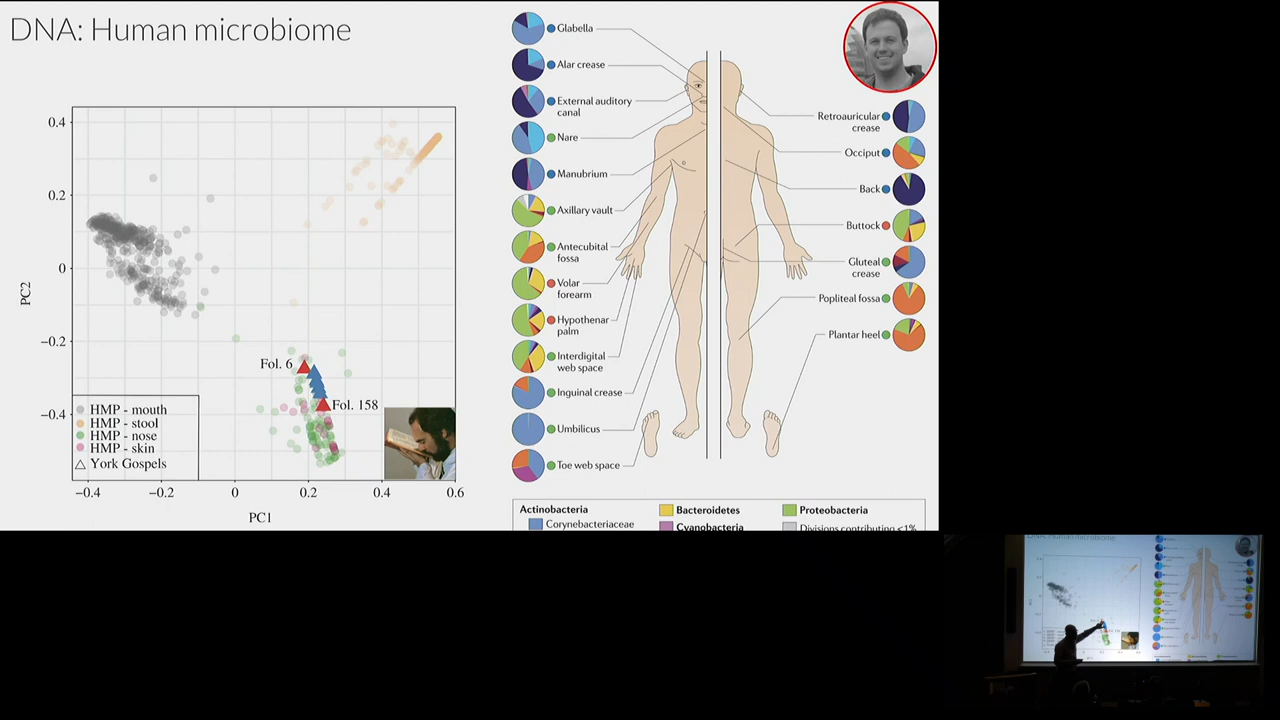 DNA: Human microbiome
0.4
0.2
0
−0.2
−0.4
PC2
−0.4
−0.2
0
0.2
0.4
0.6
PC1
Fol. 6
Fol. 158
HMP - mouth
HMP - stool
HMP - nose
HMP - skin
York Gospels
Glabella
Alar crease
External auditory
canal
Nare
Manubrium
Axillary vault
Antecubital
fossa
Volar
forearm
Hypothenar
palm
Interdigital
web space
Inguinal crease
Umbilicus
Toe web space
Retroauricular
crease
Occiput
Back
Buttock
Gluteal
crease
Popliteal fossa
Plantar heel
Actinobacteria
Corynebacteriaceae
Bacteroidetes
Cyanobacteria
Proteobacteria
Divisions contributing <1%